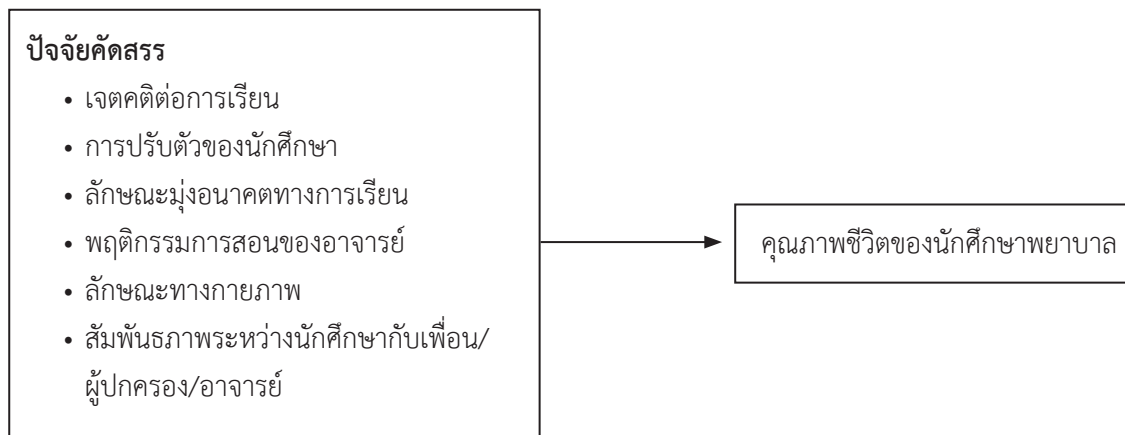 ปัจจัยคัดสรร
• เจตคติต่อการเรียน
• การปรับตัวของนักศึกษา
• ลักษณะมุ่งอนาคตทางการเรียน
• พฤติกรรมการสอนของอาจารย์
• ลักษณะทางกายภาพ
• สัมพันธภาพระหว่างนักศึกษากับเพื่อน/
ผู้ปกครอง/อาจารย์
คุณภาพชีวิตของนักศึกษาพยาบาล